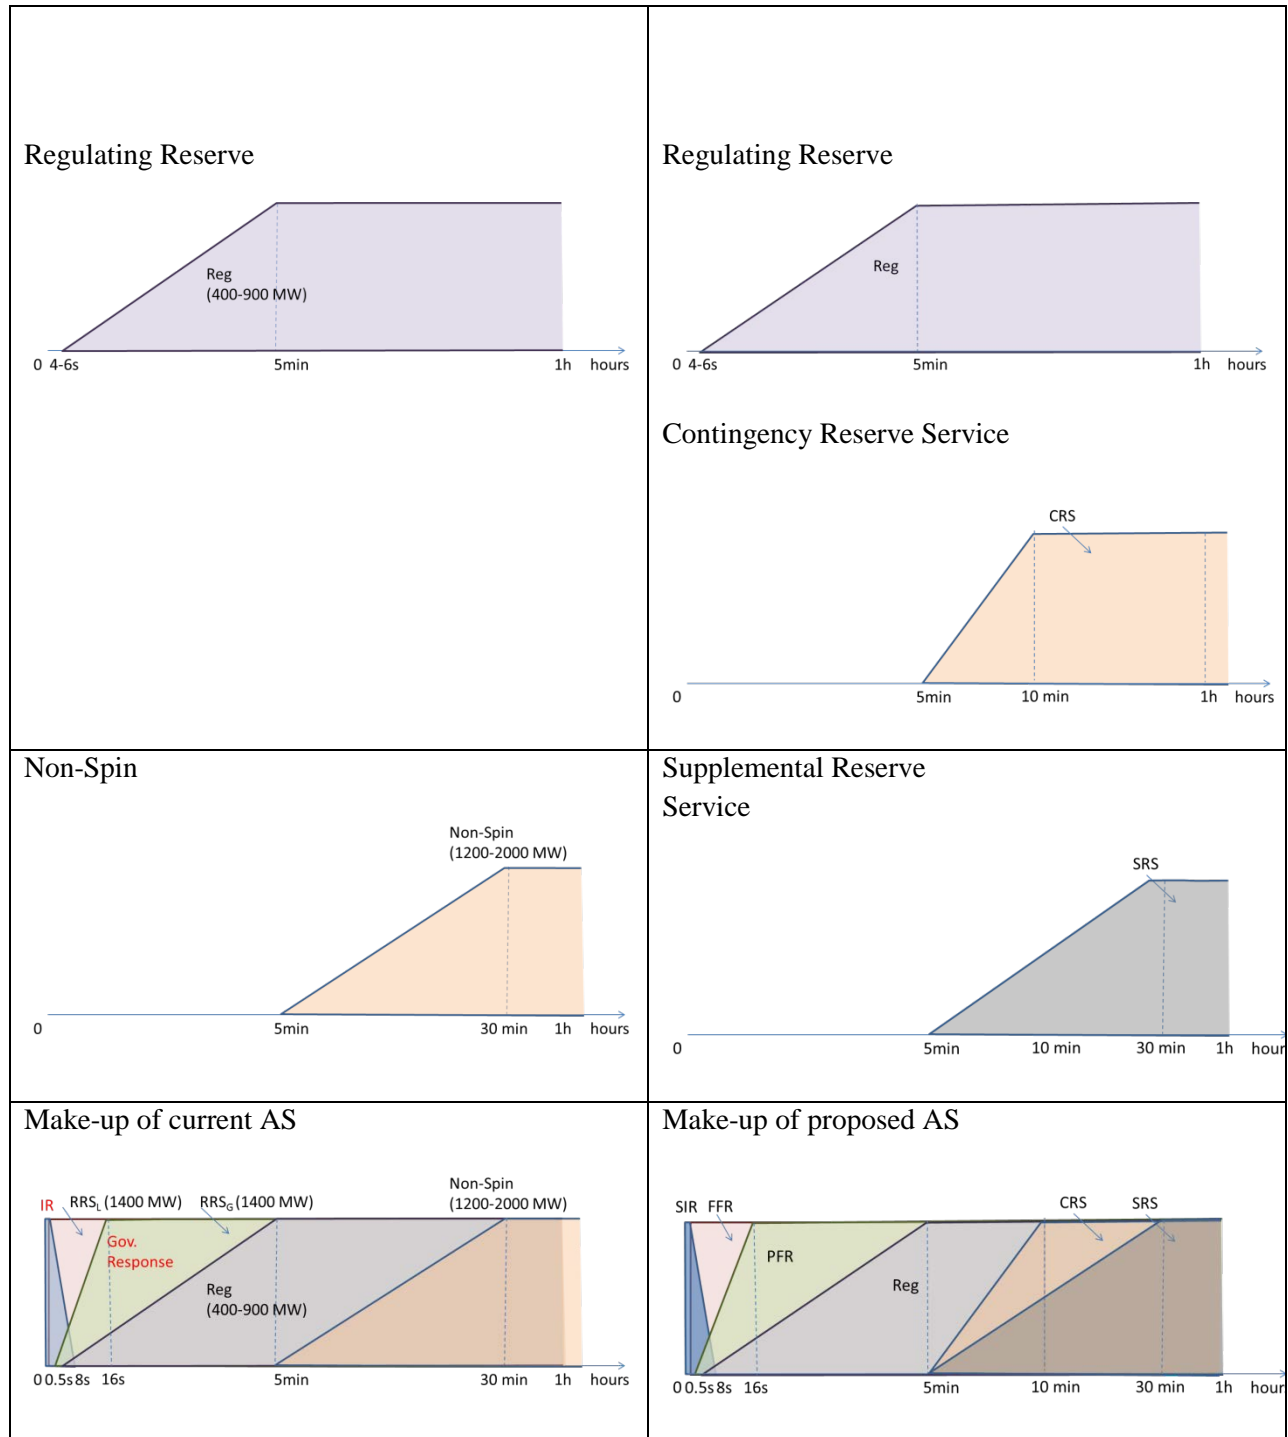 Regulating Reserve
Reg
(400-900 MW)
0 4-6s 5min 1h hours
Regulating Reserve
Reg
0 4-6s 5min 1h hours
Contingency Reserve Service
CRS
0 5min 10 min 1h hours
Non-Spin
Non-Spin
(1200-2000 MW)
0 5min 30 min 1h hours
Supplemental Reserve
Service
SRS
0 5min 10 min 30 min 1h hour
Make-up of current AS
Non-Spin
(1200-2000 MW)
IR RRSL (1400 MW) RRSG (1400 MW)
Gov.
Response
Reg
(400-900 MW)
0 0.5s 8s 16s 5min 30 min 1h hours
Make-up of proposed AS
SIR FFR CRS SRS
PFR
Reg
0 0.5s 8s 16s 5min 10 min 30 min 1h hour